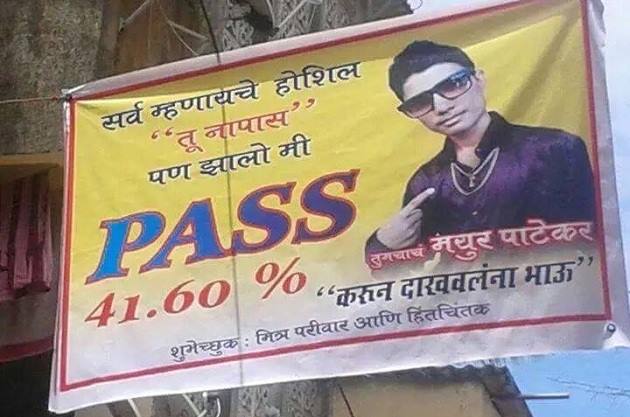 सर्व म्हणायचे होशिल
“तू नापास”
पण झालो मी
PASS
41.60 %
तुमचाच मयुर पाटेकर
“करून दाखवलंना भाऊ”
शुभेच्छुक : मित्र परीवार आणि हितचिंतक